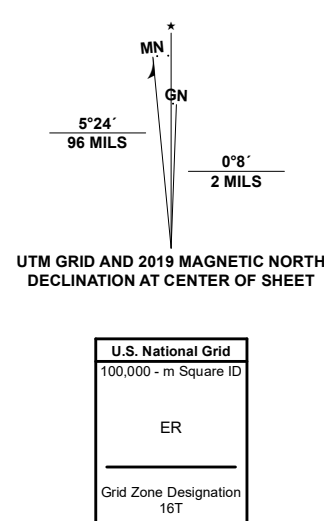 ★
MN
GN
5°24´
96 MILS
0°8´
2 MILS
UTM GRID AND 2019 MAGNETIC NORTH
DECLINATION AT CENTER OF SHEET
U.S. National Grid
100,000 - m Square ID
ER
Grid Zone Designation
16T